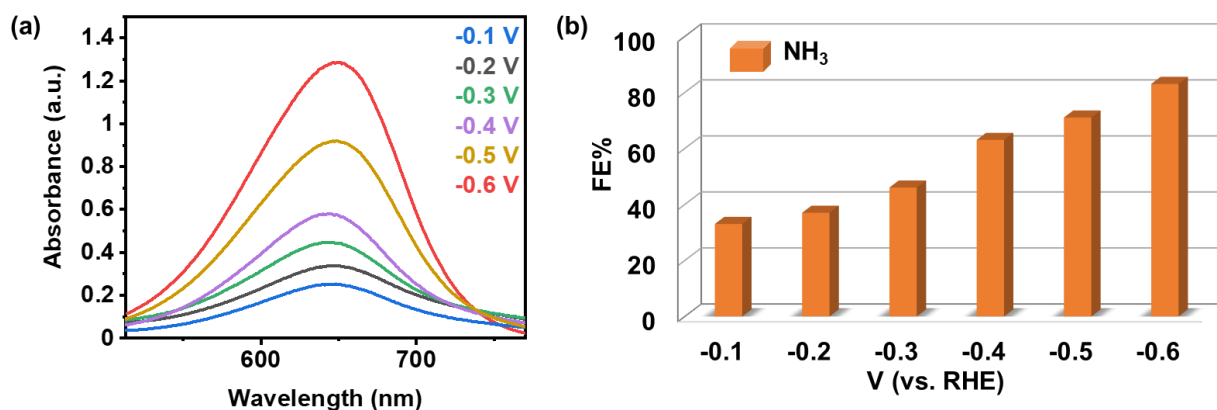 (a)
1.4
1.2
1
0.8
0.6
0.4
0.2
0
Absorbance (a.u.)
-0.1 V
-0.2 V
-0.3 V
-0.4 V
-0.5 V
-0.6 V
600 700
Wavelength (nm)
(b)
NH3
100
80
60
40
20
0
FE%
-0.1 -0.2 -0.3 -0.4 -0.5 -0.6
V (vs. RHE)